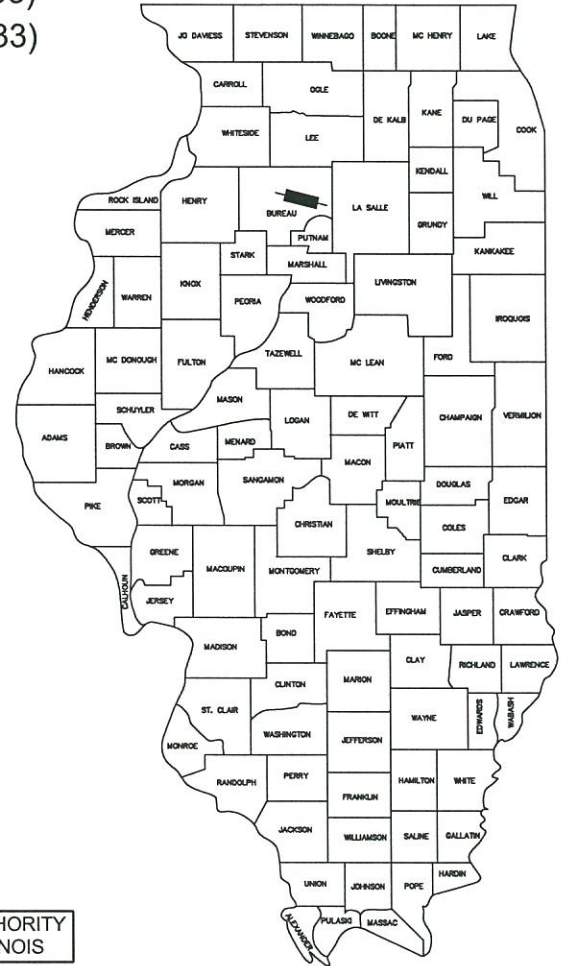 33)
JO DAVIESS STEVENSON WINNEBAGO BOONE MC HENRY LAKE
CARROLL OGLE
DE KALB KANE DU PAGE COOK
WHITESIDE LEE
KENDALL
WILL
ROCK ISLAND HENRY BUREAU LA SALLE
GRUNDY
MERCER PUTNAM
STARK MARSHALL KANKAKEE
HENDERSON WARREN KNOX PEORIA WOODFORD LIVINGSTON
IROQUOIS
HANCOCK MC DONOUGH FULTON TAZEWELL MC LEAN FORD
MASON
SCHUYLER LOGAN DE WITT CHAMPAIGN VERMILION
ADAMS BROWN CASS MENARD PIATT
MACON
PIKE SCOTT MORGAN SANGAMON DOUGLAS
MOULTRIE EDGAR
CHRISTIAN COLES
GREENE SHELBY
CALHOUN MACOUPIN MONTGOMERY CUMBERLAND CLARK
JERSEY
FAYETTE EFFINGHAM JASPER CRAWFORD
MADISON BOND
CLAY RICHLAND LAWRENCE
CLINTON MARION
ST. CLAIR WAYNE EDWARDS WABASH
WASHINGTON JEFFERSON
MONROE
RANDOLPH PERRY HAMILTON WHITE
FRANKLIN
JACKSON WILLIAMSON SALINE GALLATIN
UNION JOHNSON POPE HARDIN
ALEXANDER PULASKI MASSAC
HORITY
NOIS